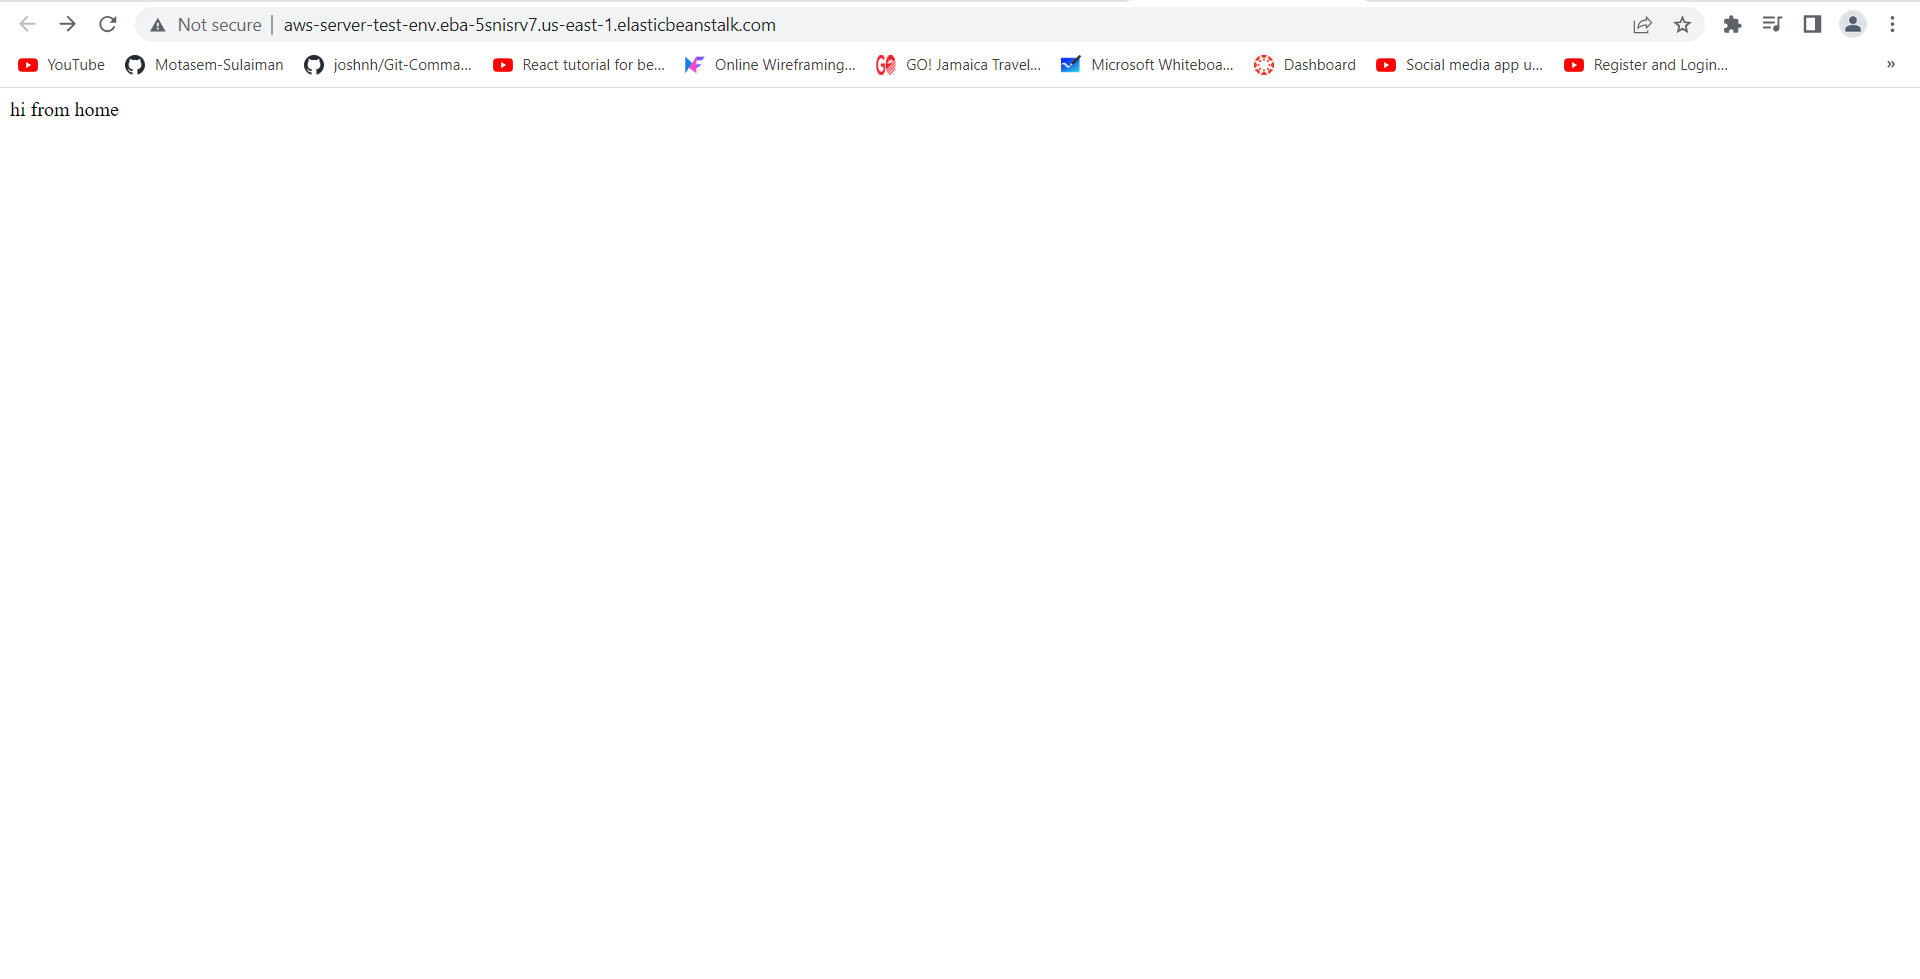 Not secure | aws-server-test-env.eba-5snisrv7.us-east-1.elasticbeanstalk.com
YouTube Motasem-Sulaiman joshnh/Git-Comma... React tutorial for be... Online Wireframing... GO! Jamaica Travel... Microsoft Whiteboa... Dashboard Social media app u... Register and Login... »
hi from home